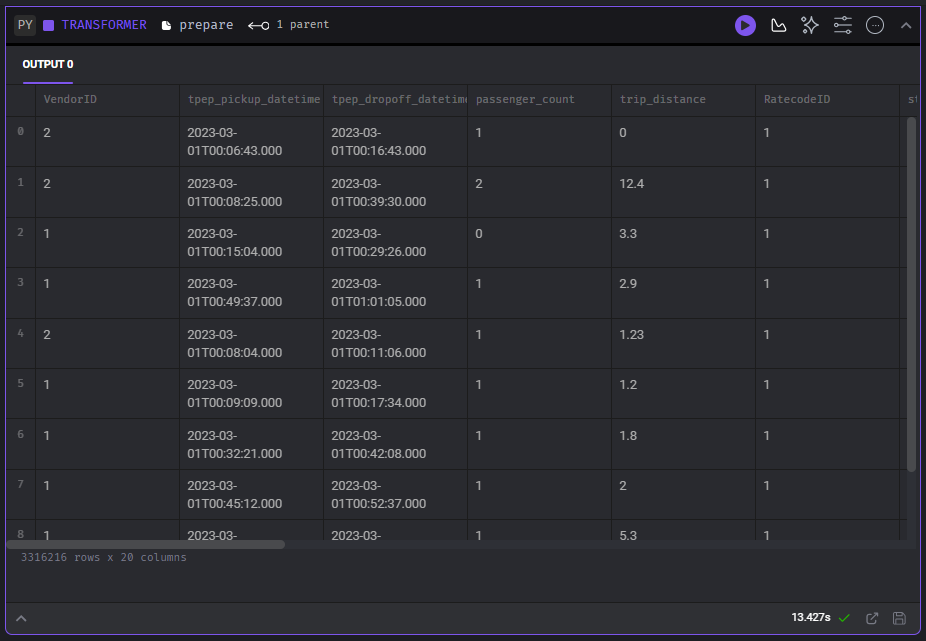 PY TRANSFORMER prepare 1 parent
OUTPUT 0
VendorID tpep_pickup_datetime tpep_dropoff_datetime passenger_count trip_distance RatecodeID st
0 2 2023-03- 2023-03- 1 0 1
01T00:06:43.000 01T00:16:43.000
1 2 2023-03- 2023-03- 2 12.4 1
01T00:08:25.000 01T00:39:30.000
2 1 2023-03- 2023-03- 0 3.3 1
01T00:15:04.000 01T00:29:26.000
3 1 2023-03- 2023-03- 1 2.9 1
01T00:49:37.000 01T01:01:05.000
4 2 2023-03- 2023-03- 1 1.23 1
01T00:08:04.000 01T00:11:06.000
5 1 2023-03- 2023-03- 1 1.2 1
01T00:09:09.000 01T00:17:34.000
6 1 2023-03- 2023-03- 1 1.8 1
01T00:32:21.000 01T00:42:08.000
7 1 2023-03- 2023-03- 1 2 1
01T00:45:12.000 01T00:52:37.000
8 1 2023-03- 2023-03- 1 5.3 1
3316216 rows x 20 columns
13.427s